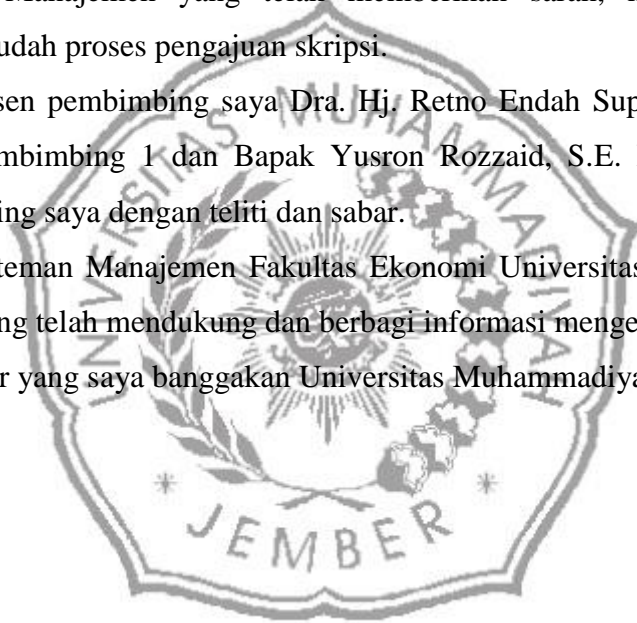 Manajemen yang telah memberikan saran,
udah proses pengajuan skripsi.
sen pembimbing saya Dra. Hj. Retno Endah Sup
mbimbing 1 dan Bapak Yusron Rozzaid, S.E.
ing saya dengan teliti dan sabar.
teman Manajemen Fakultas Ekonomi Universitas
ng telah mendukung dan berbagi informasi menge
r yang saya banggakan Universitas Muhammadiya
UNIVERSITAS MUHAMMADIYAH
JEMBER